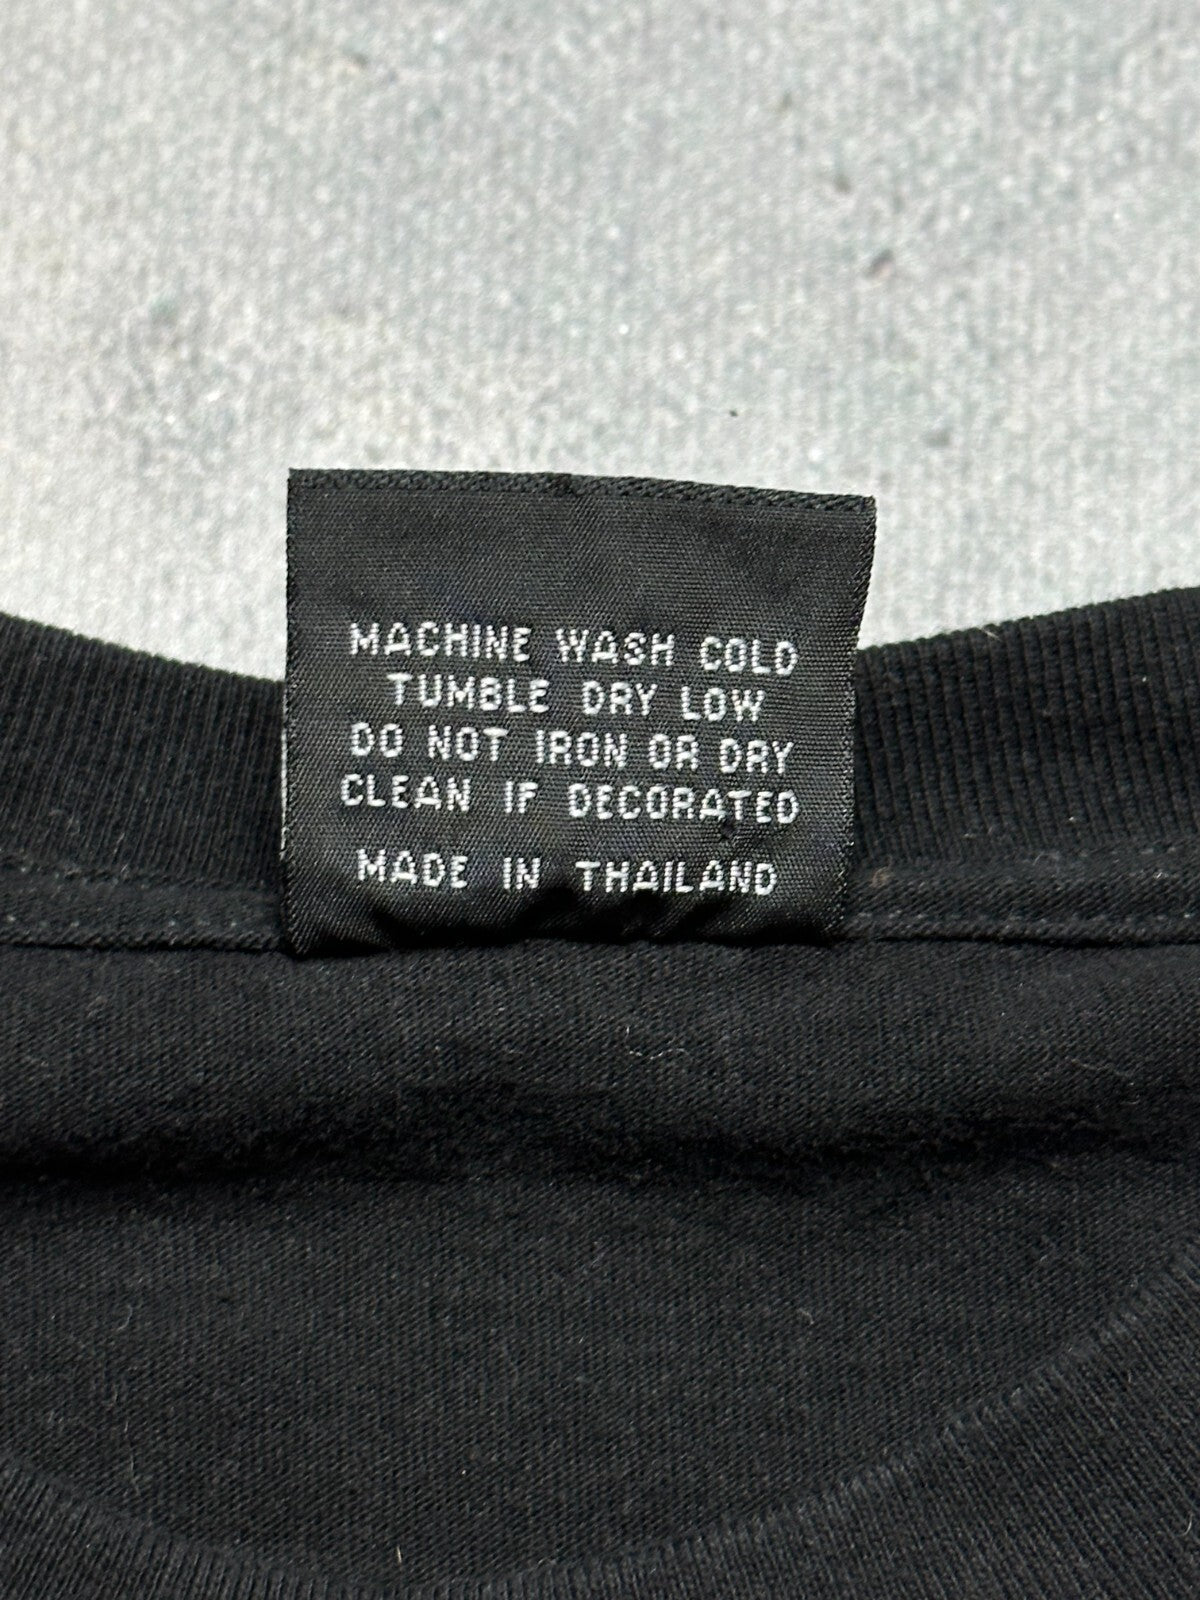 MACHINE WASH COLD
TUMBLE DRY LOW
DO NOT IRON OR DRY
CLEAN IF DECORATED
MADE IN THAILAND